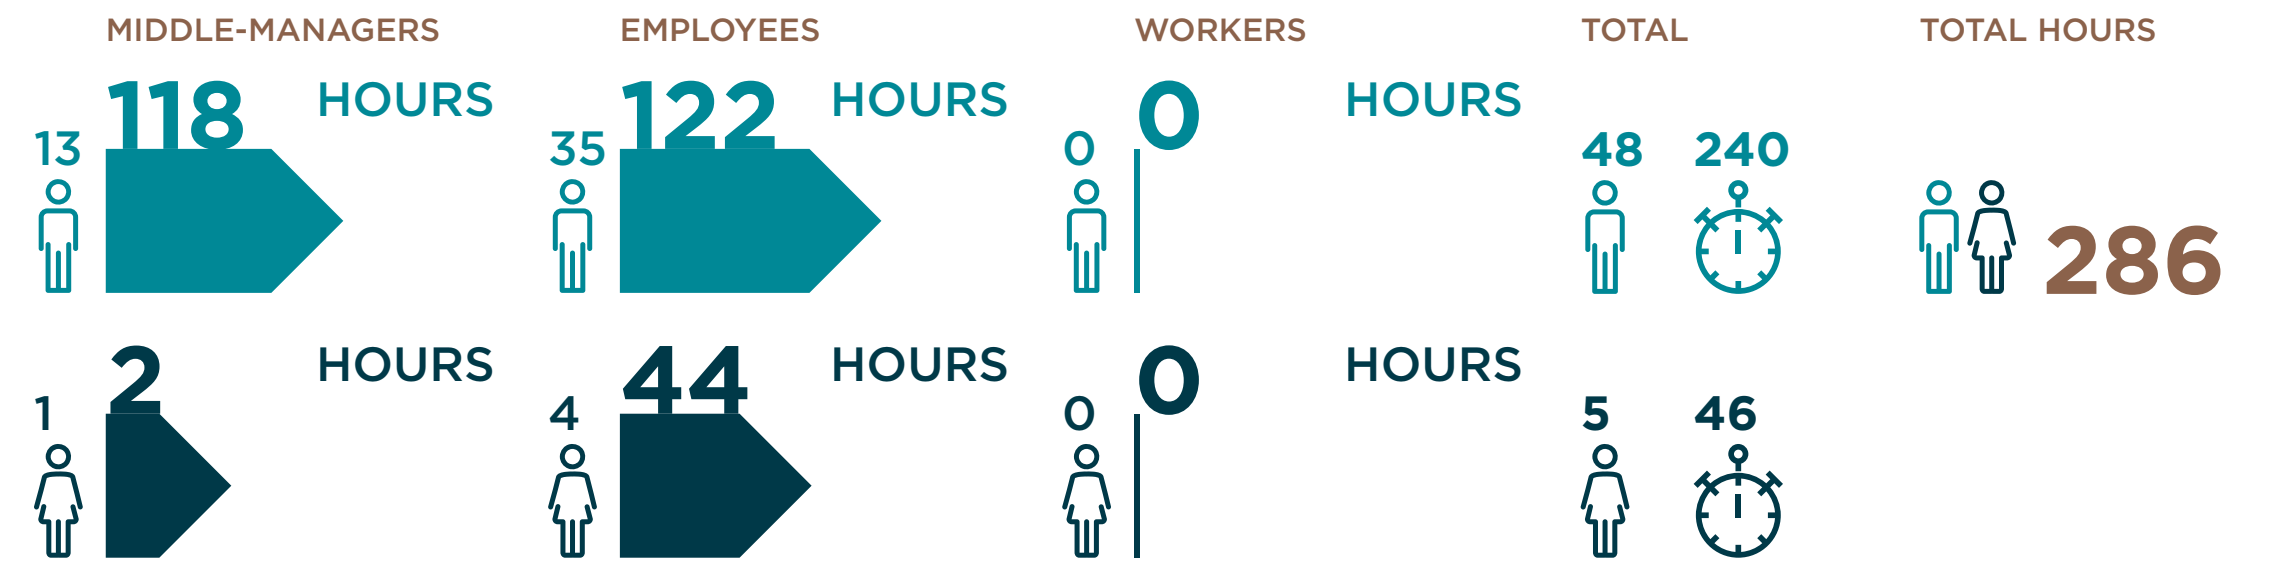 MIDDLE-MANAGERS EMPLOYEES WORKERS TOTAL TOTAL HOURS
118 HOURS 122 HOURS 0 HOURS
13 35 0 48 240
286
2 HOURS 44 HOURS 0 HOURS
1 4 0 5 46